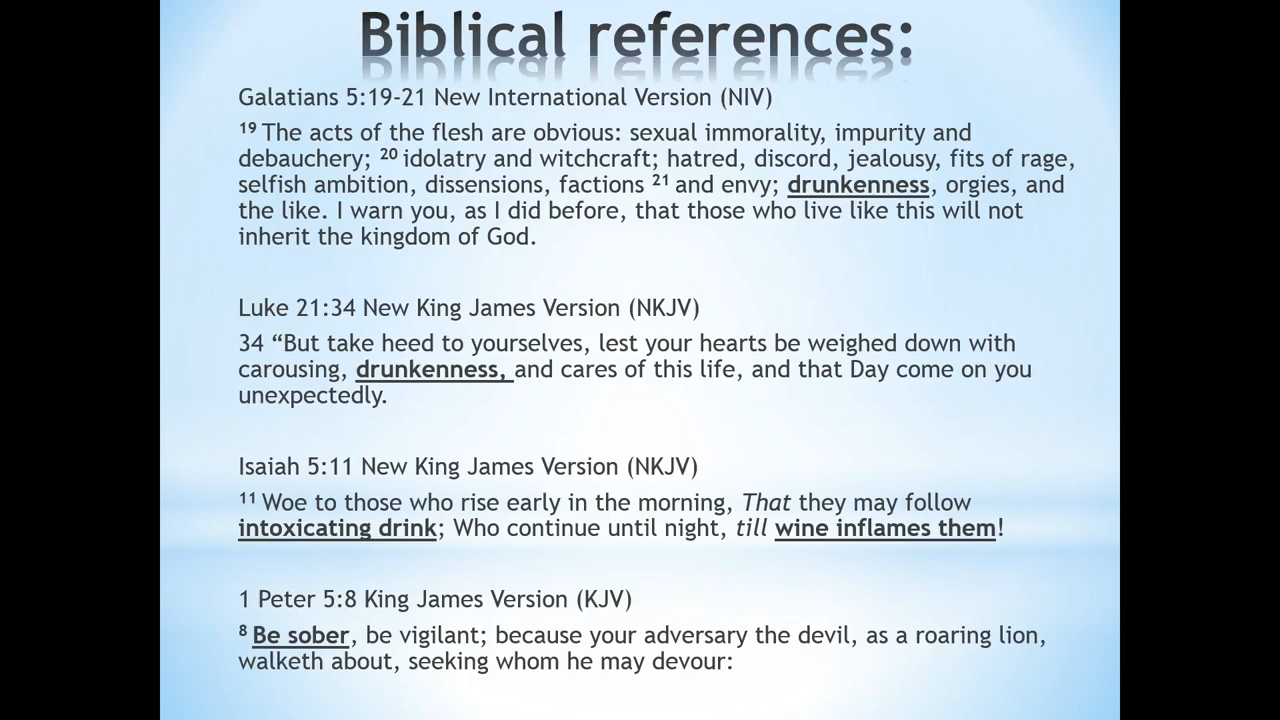 Biblical references:
Galatians 5:19-21 New International Version (NIV)
19 The acts of the flesh are obvious: sexual immorality, impurity and
debauchery; 20 idolatry and witchcraft; hatred, discord, jealousy, fits of rage,
selfish ambition, dissensions, factions 21 and envy; drunkenness, orgies, and
the like. I warn you, as I did before, that those who live like this will not
inherit the kingdom of God.
Luke 21:34 New King James Version (NKJV)
34 “But take heed to yourselves, lest your hearts be weighed down with
carousing, drunkenness, and cares of this life, and that Day come on you
unexpectedly.
Isaiah 5:11 New King James Version (NKJV)
11 Woe to those who rise early in the morning, That they may follow
intoxicating drink; Who continue until night, till wine inflames them!
1 Peter 5:8 King James Version (KJV)
8 Be sober, be vigilant; because your adversary the devil, as a roaring lion,
walketh about, seeking whom he may devour: